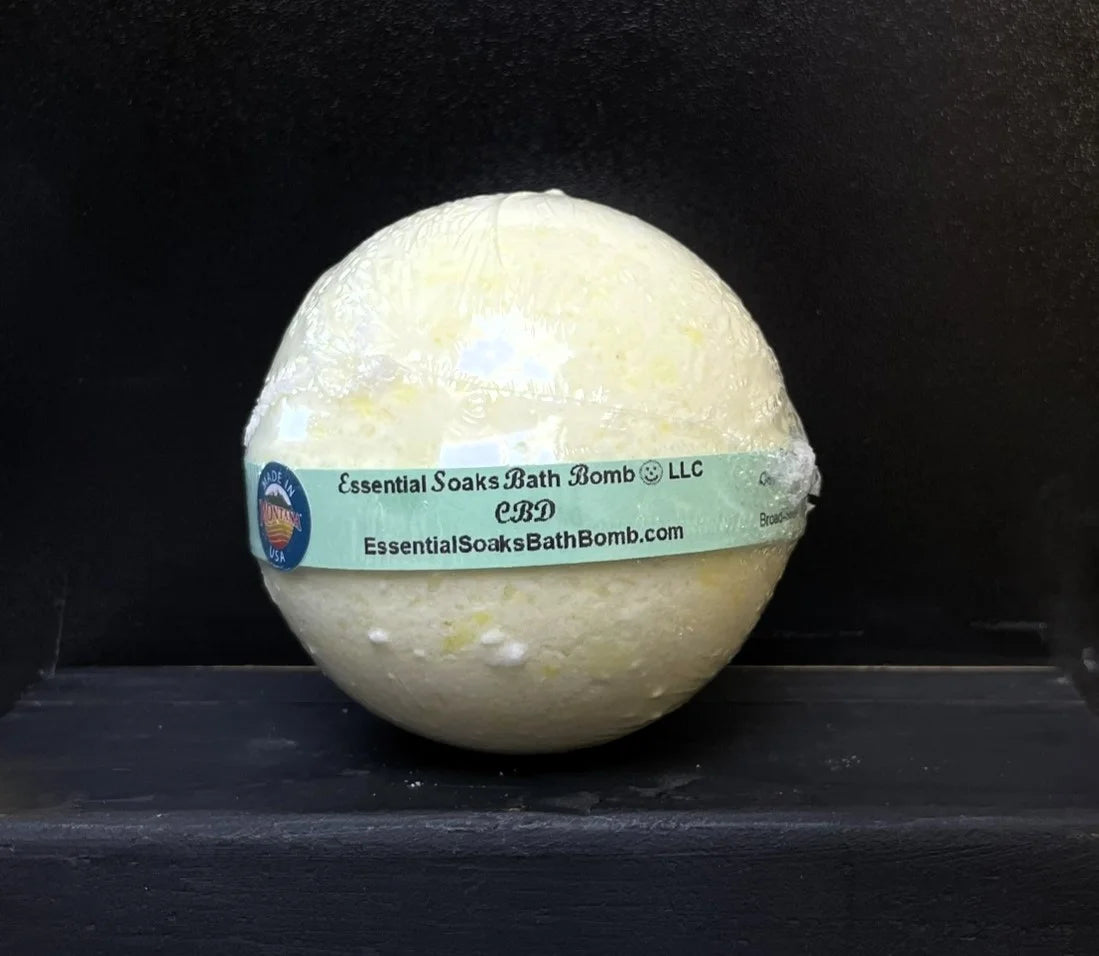 MADE IN
MONTANA
USA
Essential Soaks Bath Bomb ☺ LLC
CBD
EssentialSoaksBathBomb.com